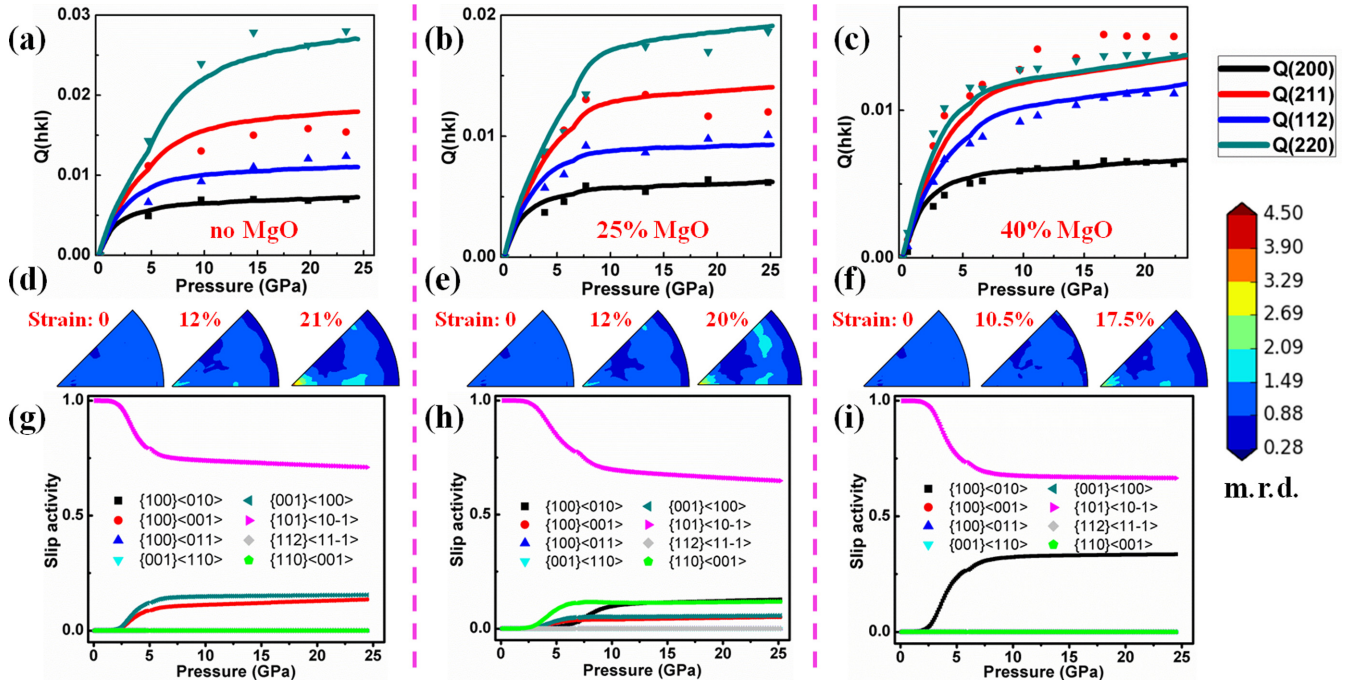 (a)
0.03
0.02
0.01
0.00
Q(hkl)
0 5 10 15 20 25
Pressure (GPa)
no MgO
(b)
0.02
0.01
0.00
Q(hkl)
0 5 10 15 20 25
Pressure (GPa)
25% MgO
(c)
0.01
0.00
Q(hkl)
0 5 10 15 20
Pressure (GPa)
40% MgO
Q(200)
Q(211)
Q(112)
Q(220)
(d)
Strain: 0 12% 21%
(e)
Strain: 0 12% 20%
(f)
Strain: 0 10.5% 17.5%
4.50
3.90
3.29
2.69
2.09
1.49
0.88
0.28
m.r.d.
(g)
1.0
0.5
0.0
Slip activity
{100}<010> {001}<100>
{100}<001> {101}<10-1>
{100}<011> {112}<11-1>
{001}<110> {110}<001>
0 5 10 15 20 25
Pressure (GPa)
(h)
1.0
0.5
0.0
Slip activity
{100}<010> {001}<100>
{100}<001> {101}<10-1>
{100}<011> {112}<11-1>
{001}<110> {110}<001>
0 5 10 15 20 25
Pressure (GPa)
(i)
1.0
0.5
0.0
Slip activity
{100}<010> {001}<100>
{100}<001> {101}<10-1>
{100}<011> {112}<11-1>
{001}<110> {110}<001>
0 5 10 15 20 25
Pressure (GPa)